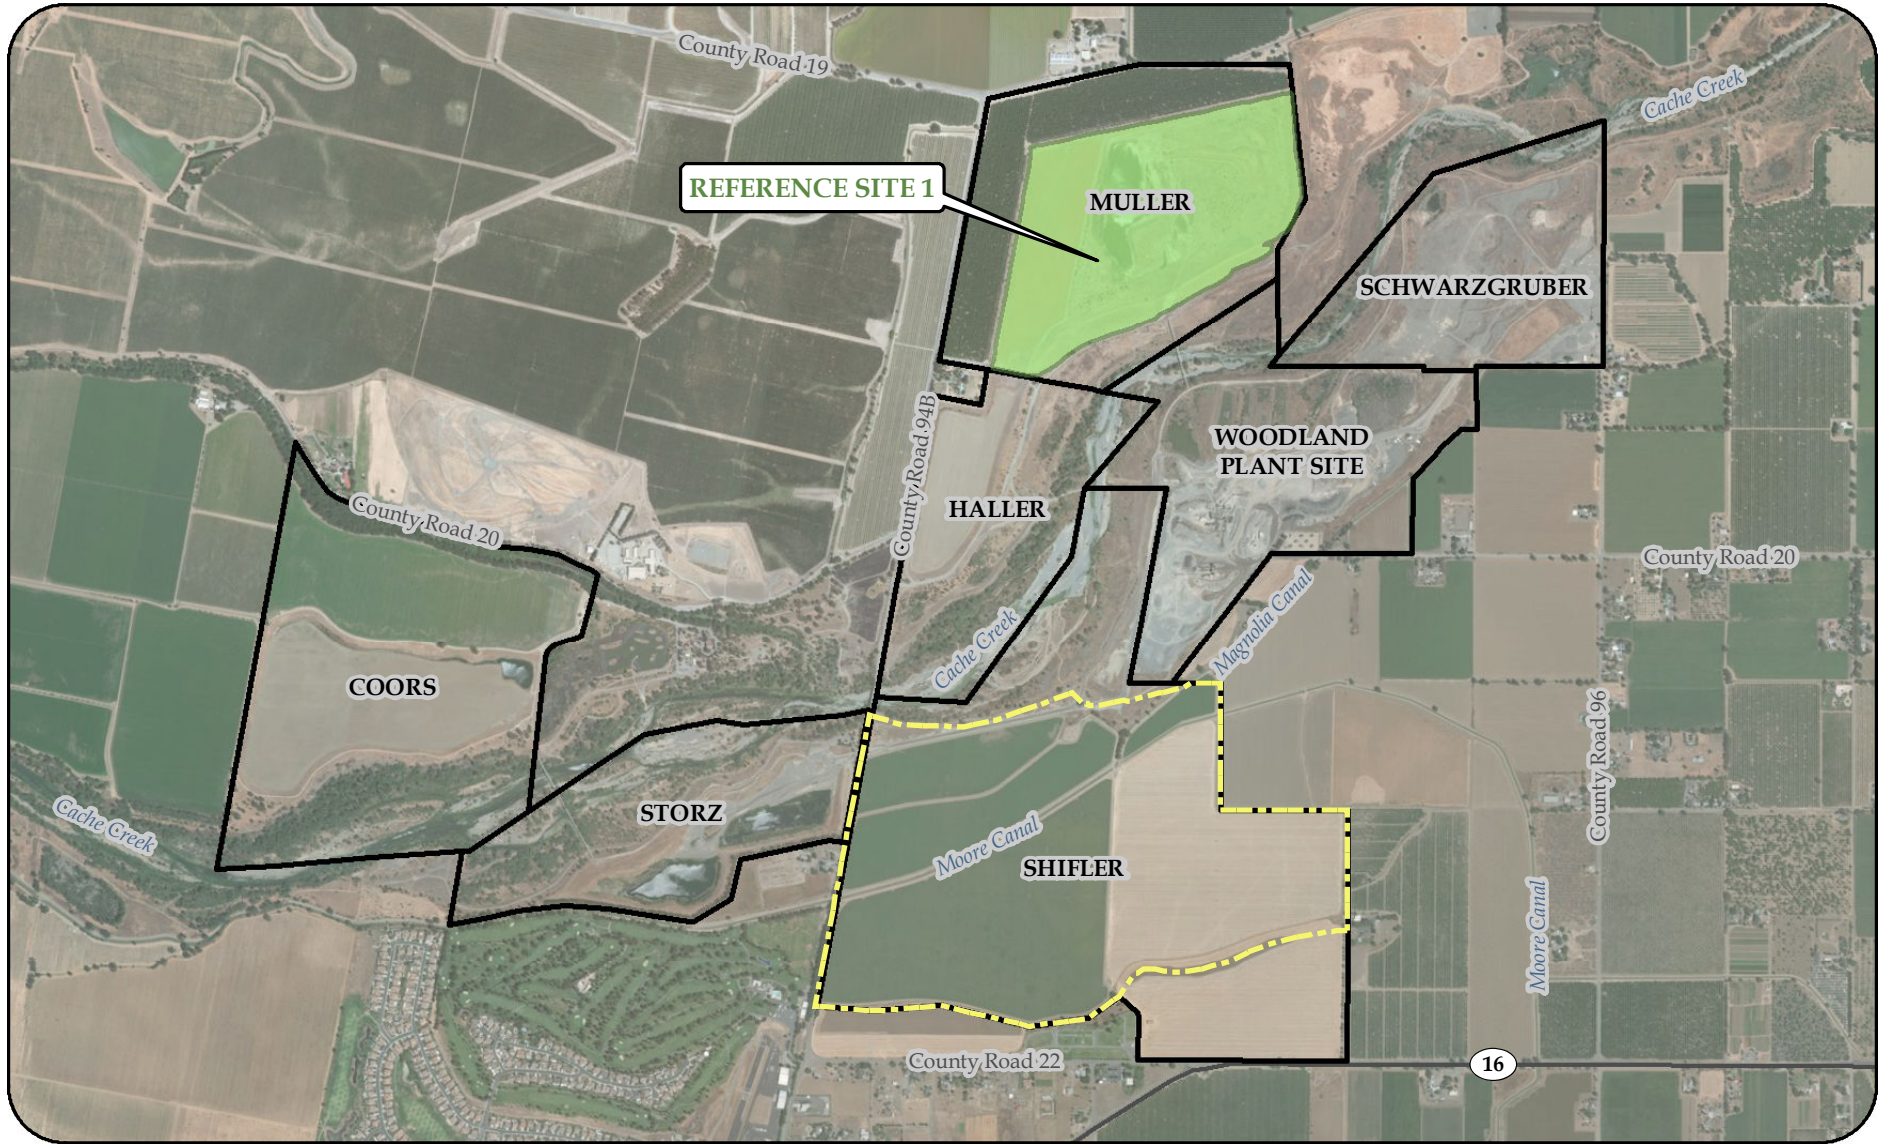 County Road 19
Cache Creek
REFERENCE SITE 1
MULLER
SCHWARZGRUBER
County Road 94B
WOODLAND
PLANT SITE
HALLER
County Road 20
County Road 20
Magnolia Canal
Cache Creek
COORS
County Road 96
STORZ
Cache Creek
Moore Canal
SHIFLER
Moore Canal
County Road 22
16